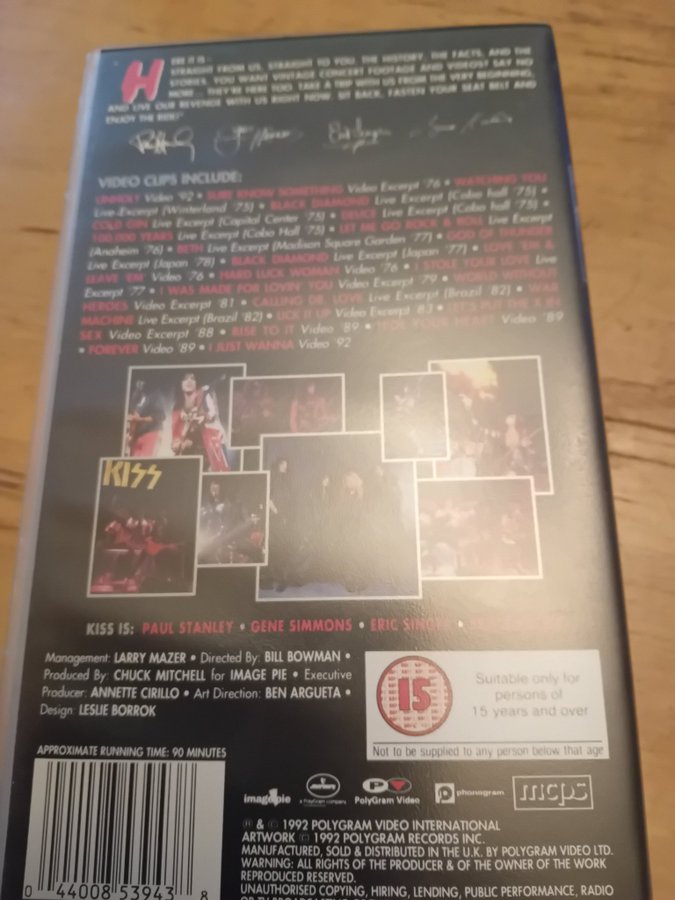 HERE IT IS...
STRAIGHT FROM US, STRAIGHT TO YOU. THE HISTORY, THE FACTS, AND THE
STORIES. YOU WANT VINTAGE CONCERT FOOTAGE AND VIDEOS? SAY NO
MORE... THEY'RE HERE TOO. TAKE A TRIP WITH US FROM THE VERY BEGINNING,
AND LIVE OUR REVENGE WITH US RIGHT NOW. SIT BACK, FASTEN YOUR SEAT BELT AND
ENJOY THE RIDE!"
VIDEO CLIPS INCLUDE:
UNHOLY Video '92 • SURE KNOW SOMETHING Video Excerpt '76 • WATCHING YOU
Live Excerpt (Winterland '75) • BLACK DIAMOND Live Excerpt (Cobo hall '75) •
COLD GIN Live Excerpt (Capital Center '75) • DEUCE Live Excerpt (Cobo hall '75) •
100,000 YEARS Live Excerpt (Cobo Hall '75) • LET ME GO ROCK & ROLL Live Excerpt
(Anaheim '76) • BETH Live Excerpt (Madison Square Garden '77) • GOD OF THUNDER
Live Excerpt (Japan '78) • BLACK DIAMOND Live Excerpt (Japan '77) • LOVE 'EM &
LEAVE 'EM Video '76 • HARD LUCK WOMAN Video '76 • I STOLE YOUR LOVE Live
Excerpt '77 • I WAS MADE FOR LOVIN' YOU Video Excerpt '79 • WORLD WITHOUT
HEROES Video Excerpt '81 • CALLING DR. LOVE Live Excerpt (Brazil '82) • WAR
MACHINE Live Excerpt (Brazil '82) • LICK IT UP Video Excerpt '83 • LET'S PUT THE X IN
SEX Video Excerpt '88 • RISE TO IT Video '89 • HIDE YOUR HEART Video '89
• FOREVER Video '89 • I JUST WANNA Video '92
KISS
KISS IS: PAUL STANLEY • GENE SIMMONS • ERIC SINGER •
Management: LARRY MAZER • Directed By: BILL BOWMAN •
Produced By: CHUCK MITCHELL for IMAGE PIE • Executive
Producer: ANNETTE CIRILLO • Art Direction: BEN ARGUETA •
Design: LESLIE BORROK
15
Suitable only for
persons of
15 years and over
Not to be supplied to any person below that age
APPROXIMATE RUNNING TIME: 90 MINUTES
imagepie
Mercury
a PolyGram company
PolyGram Video
phonogram
mcps
℗ & © 1992 POLYGRAM VIDEO INTERNATIONAL
ARTWORK © 1992 POLYGRAM RECORDS INC.
MANUFACTURED, SOLD & DISTRIBUTED IN THE U.K. BY POLYGRAM VIDEO LTD.
WARNING: ALL RIGHTS OF THE PRODUCER & OF THE OWNER OF THE WORK
REPRODUCED RESERVED.
UNAUTHORISED COPYING, HIRING, LENDING, PUBLIC PERFORMANCE, RADIO
0 44008 53943 8